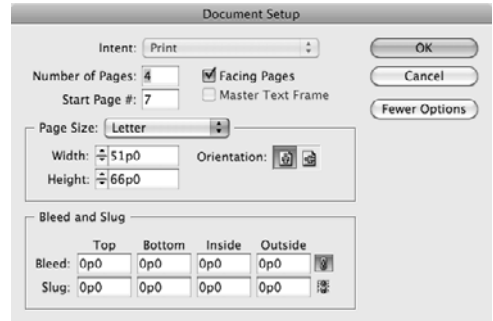 Document Setup
Intent: Print
OK
Number of Pages: 4
Facing Pages
Cancel
Start Page #: 7
Master Text Frame
Fewer Options
Page Size: Letter
Width: 51p0
Orientation:
Height: 66p0
Bleed and Slug
Top Bottom Inside Outside
Bleed: 0p0 0p0 0p0 0p0
Slug: 0p0 0p0 0p0 0p0